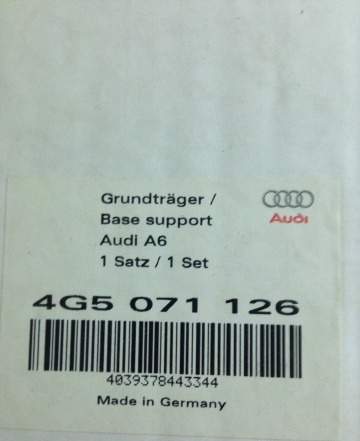 Grundträger /
Base support
Audi A6
1 Satz / 1 Set
Audi
4G5 071 126
4039378443344
Made in Germany